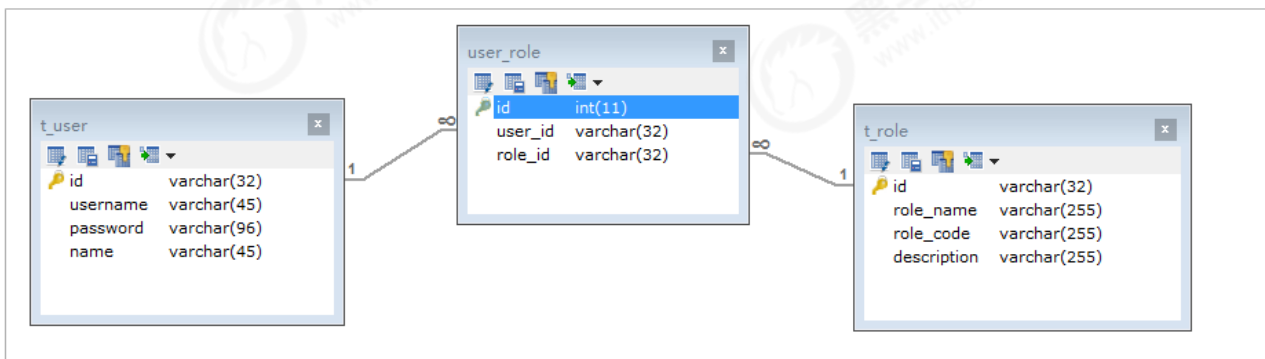 user_role
id int(11)
user_id varchar(32)
role_id varchar(32)
t_user
id varchar(32)
username varchar(45)
password varchar(96)
name varchar(45)
t_role
id varchar(32)
role_name varchar(255)
role_code varchar(255)
description varchar(255)
1
∞
∞
1